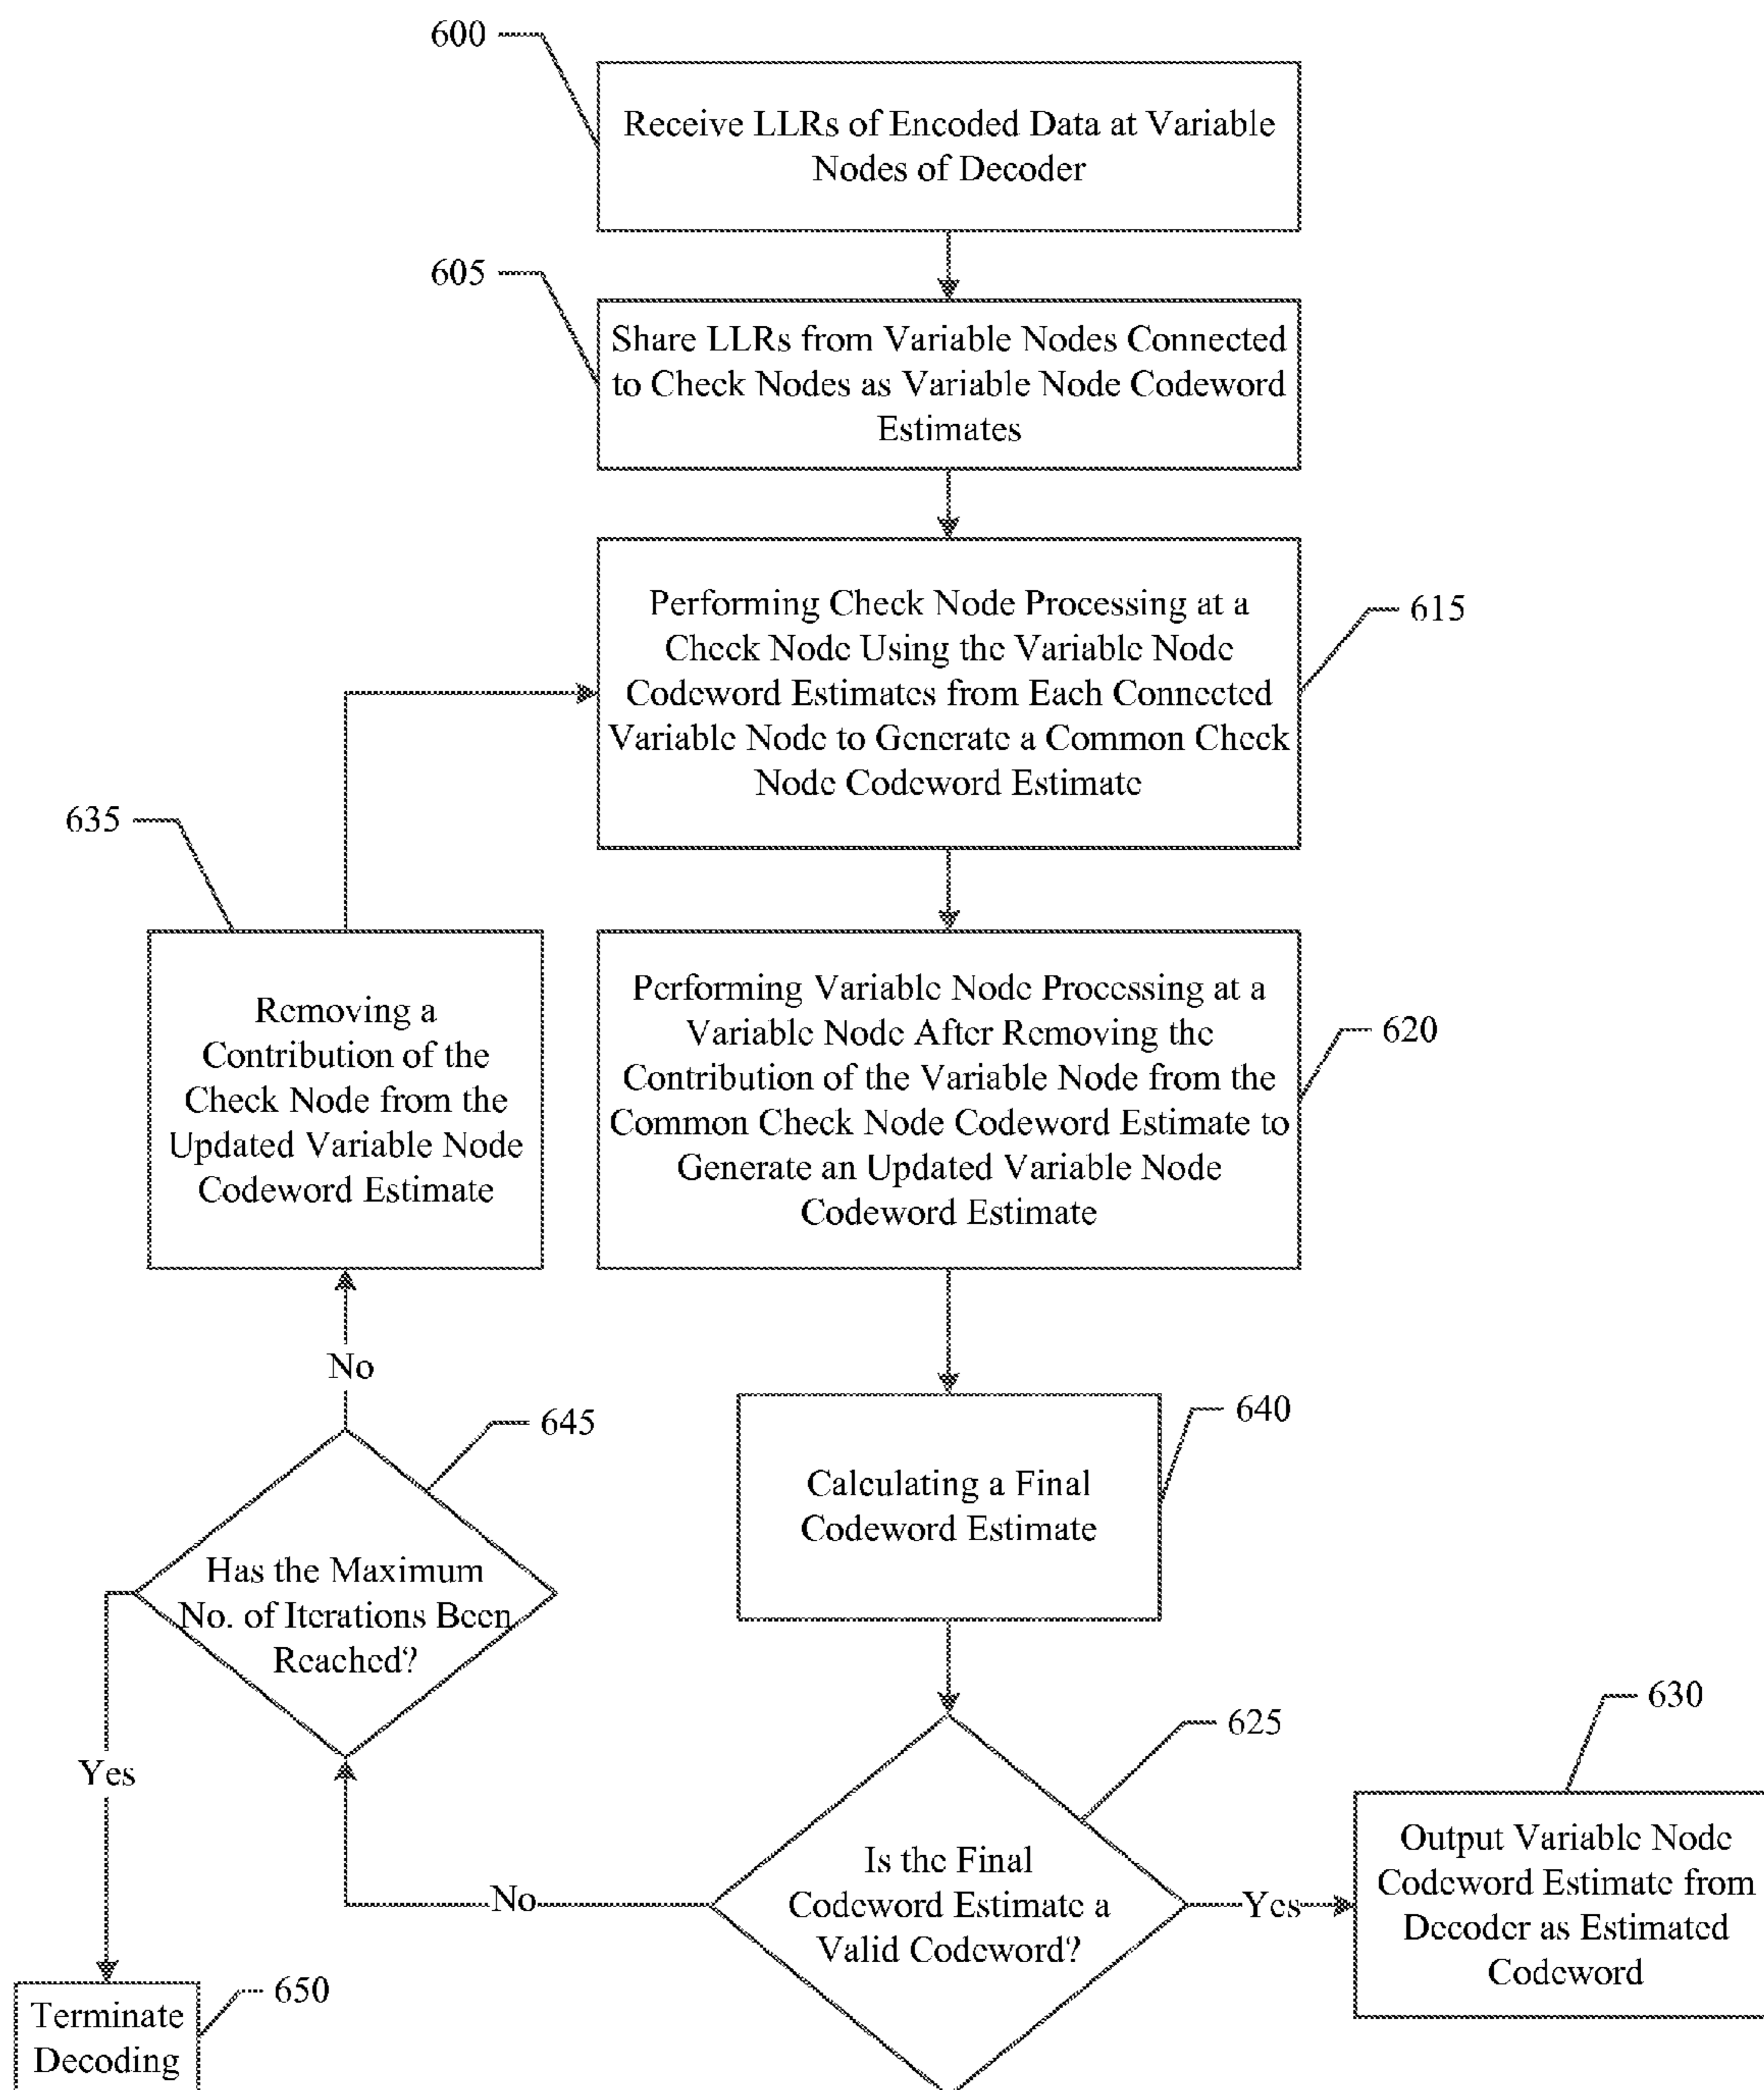 600
Receive LLRs of Encoded Data at Variable
Nodes of Decoder
605
Share LLRs from Variable Nodes Connected
to Check Nodes as Variable Node Codeword
Estimates
Performing Check Node Processing at a
Check Node Using the Variable Node
Codeword Estimates from Each Connected
Variable Node to Generate a Common Check
Node Codeword Estimate
615
635
Removing a
Contribution of the
Check Node from the
Updated Variable Node
Codeword Estimate
Performing Variable Node Processing at a
Variable Node After Removing the
Contribution of the Variable Node from the
Common Check Node Codeword Estimate to
Generate an Updated Variable Node
Codeword Estimate
620
No
645
Has the Maximum
No. of Iterations Been
Reached?
Calculating a Final
Codeword Estimate
640
Yes
No
625
Is the Final
Codeword Estimate a
Valid Codeword?
Yes
630
Output Variable Node
Codeword Estimate from
Decoder as Estimated
Codeword
650
Terminate
Decoding